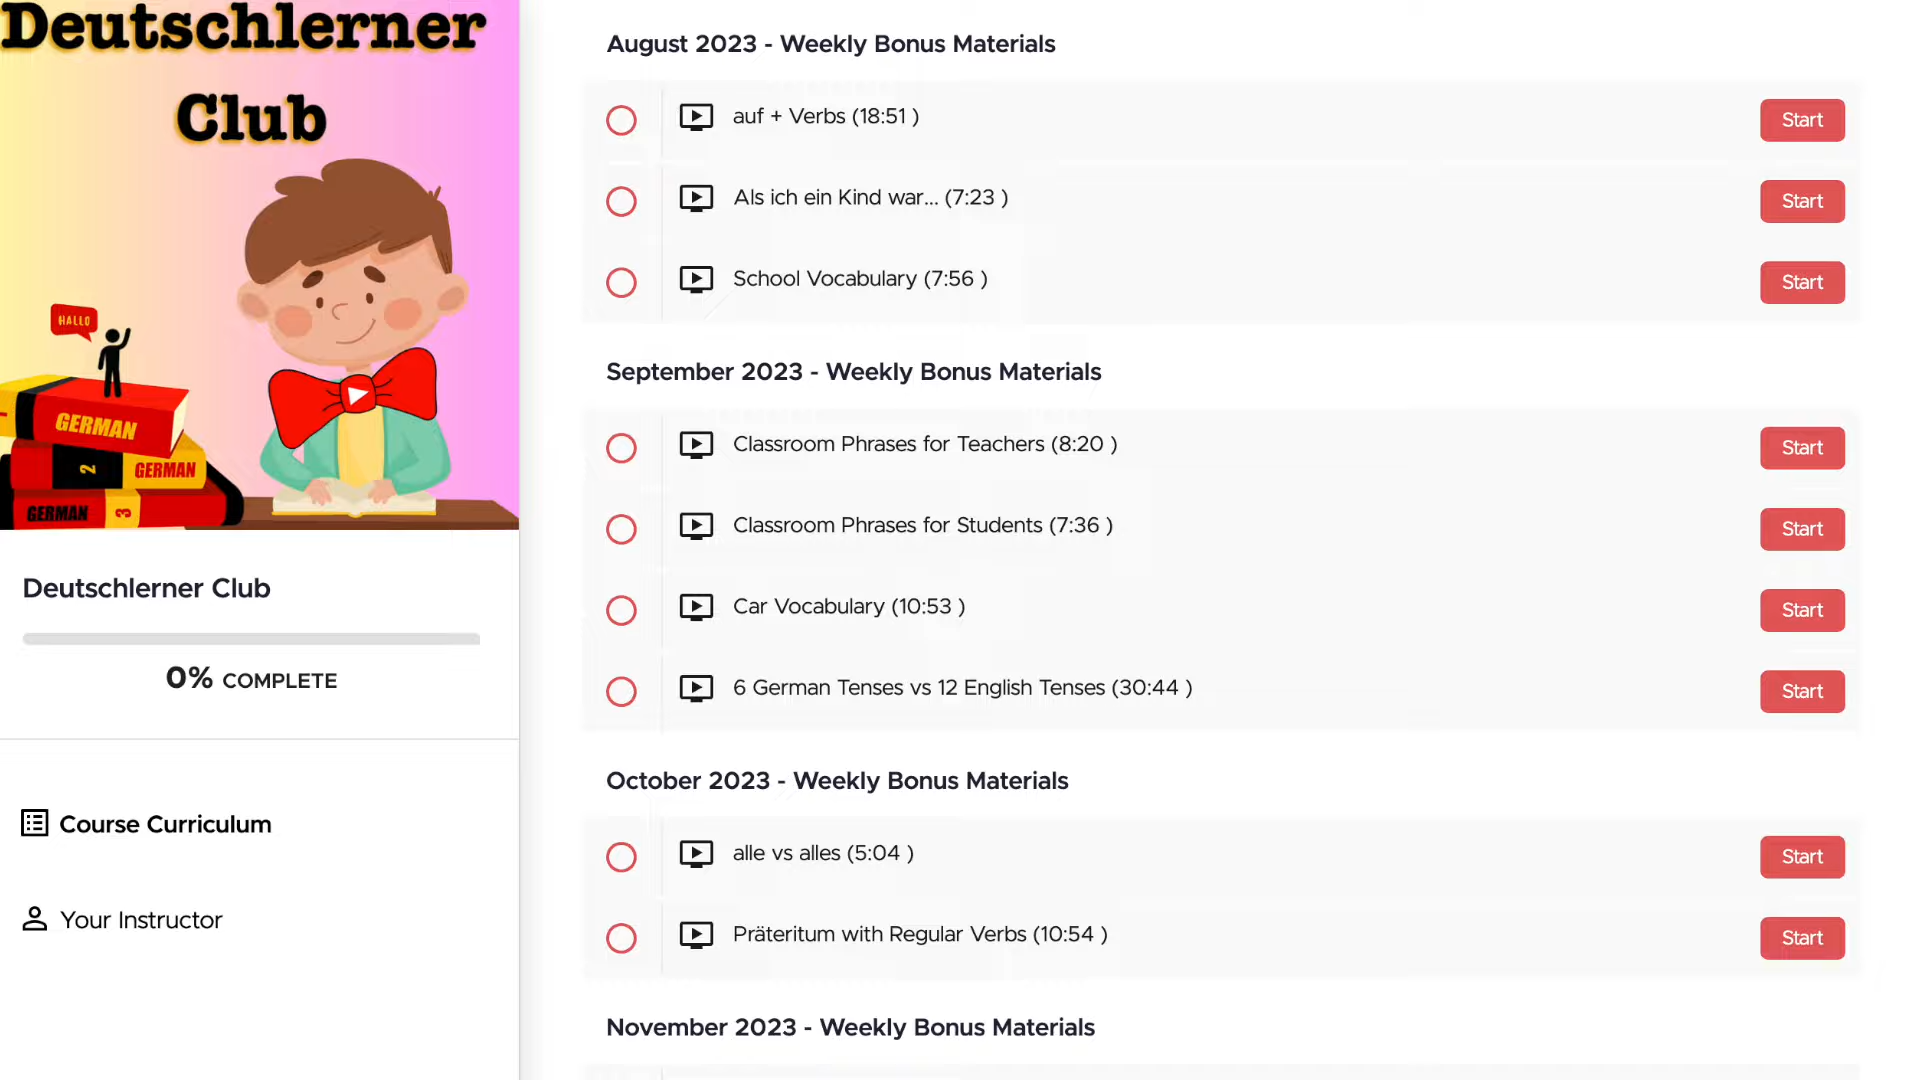 Deutschlerner
Club
HALLO
GERMAN
2
GERMAN
GERMAN
3
Deutschlerner Club
0% COMPLETE
Course Curriculum
Your Instructor
August 2023 - Weekly Bonus Materials
auf + Verbs (18:51 )
Start
Als ich ein Kind war... (7:23 )
Start
School Vocabulary (7:56 )
Start
September 2023 - Weekly Bonus Materials
Classroom Phrases for Teachers (8:20 )
Start
Classroom Phrases for Students (7:36 )
Start
Car Vocabulary (10:53 )
Start
6 German Tenses vs 12 English Tenses (30:44 )
Start
October 2023 - Weekly Bonus Materials
alle vs alles (5:04 )
Start
Präteritum with Regular Verbs (10:54 )
Start
November 2023 - Weekly Bonus Materials